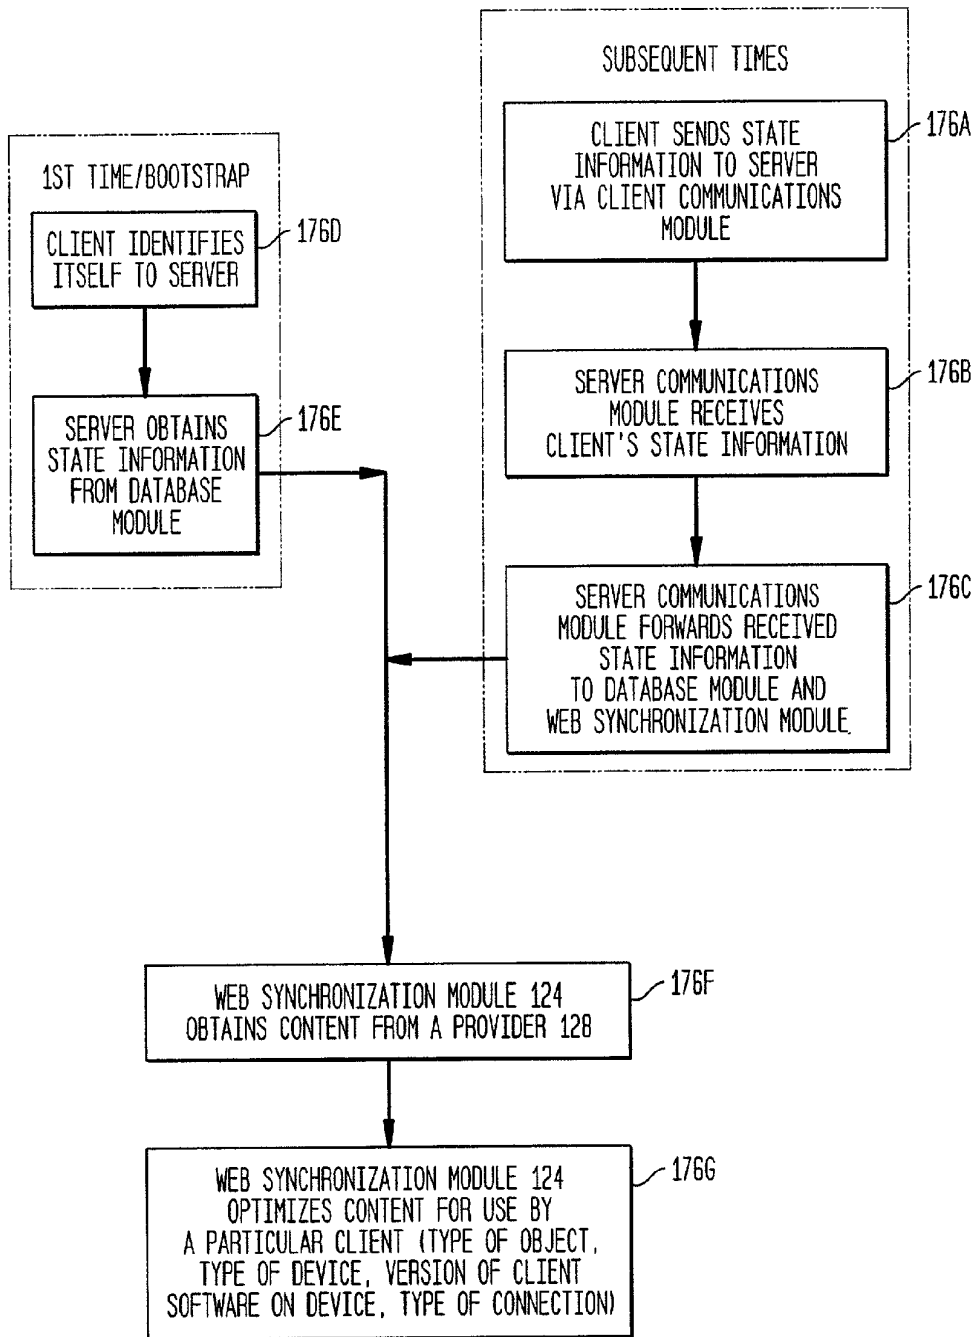 1ST TIME/BOOTSTRAP
CLIENT IDENTIFIES
ITSELF TO SERVER
176D
SERVER OBTAINS
STATE INFORMATION
FROM DATABASE
MODULE
176E
SUBSEQUENT TIMES
CLIENT SENDS STATE
INFORMATION TO SERVER
VIA CLIENT COMMUNICATIONS
MODULE
176A
SERVER COMMUNICATIONS
MODULE RECEIVES
CLIENT'S STATE INFORMATION
176B
SERVER COMMUNICATIONS
MODULE FORWARDS RECEIVED
STATE INFORMATION
TO DATABASE MODULE AND
WEB SYNCHRONIZATION MODULE.
176C
WEB SYNCHRONIZATION MODULE 124
OBTAINS CONTENT FROM A PROVIDER 128
176F
WEB SYNCHRONIZATION MODULE 124
OPTIMIZES CONTENT FOR USE BY
A PARTICULAR CLIENT (TYPE OF OBJECT,
TYPE OF DEVICE, VERSION OF CLIENT
SOFTWARE ON DEVICE, TYPE OF CONNECTION)
176G